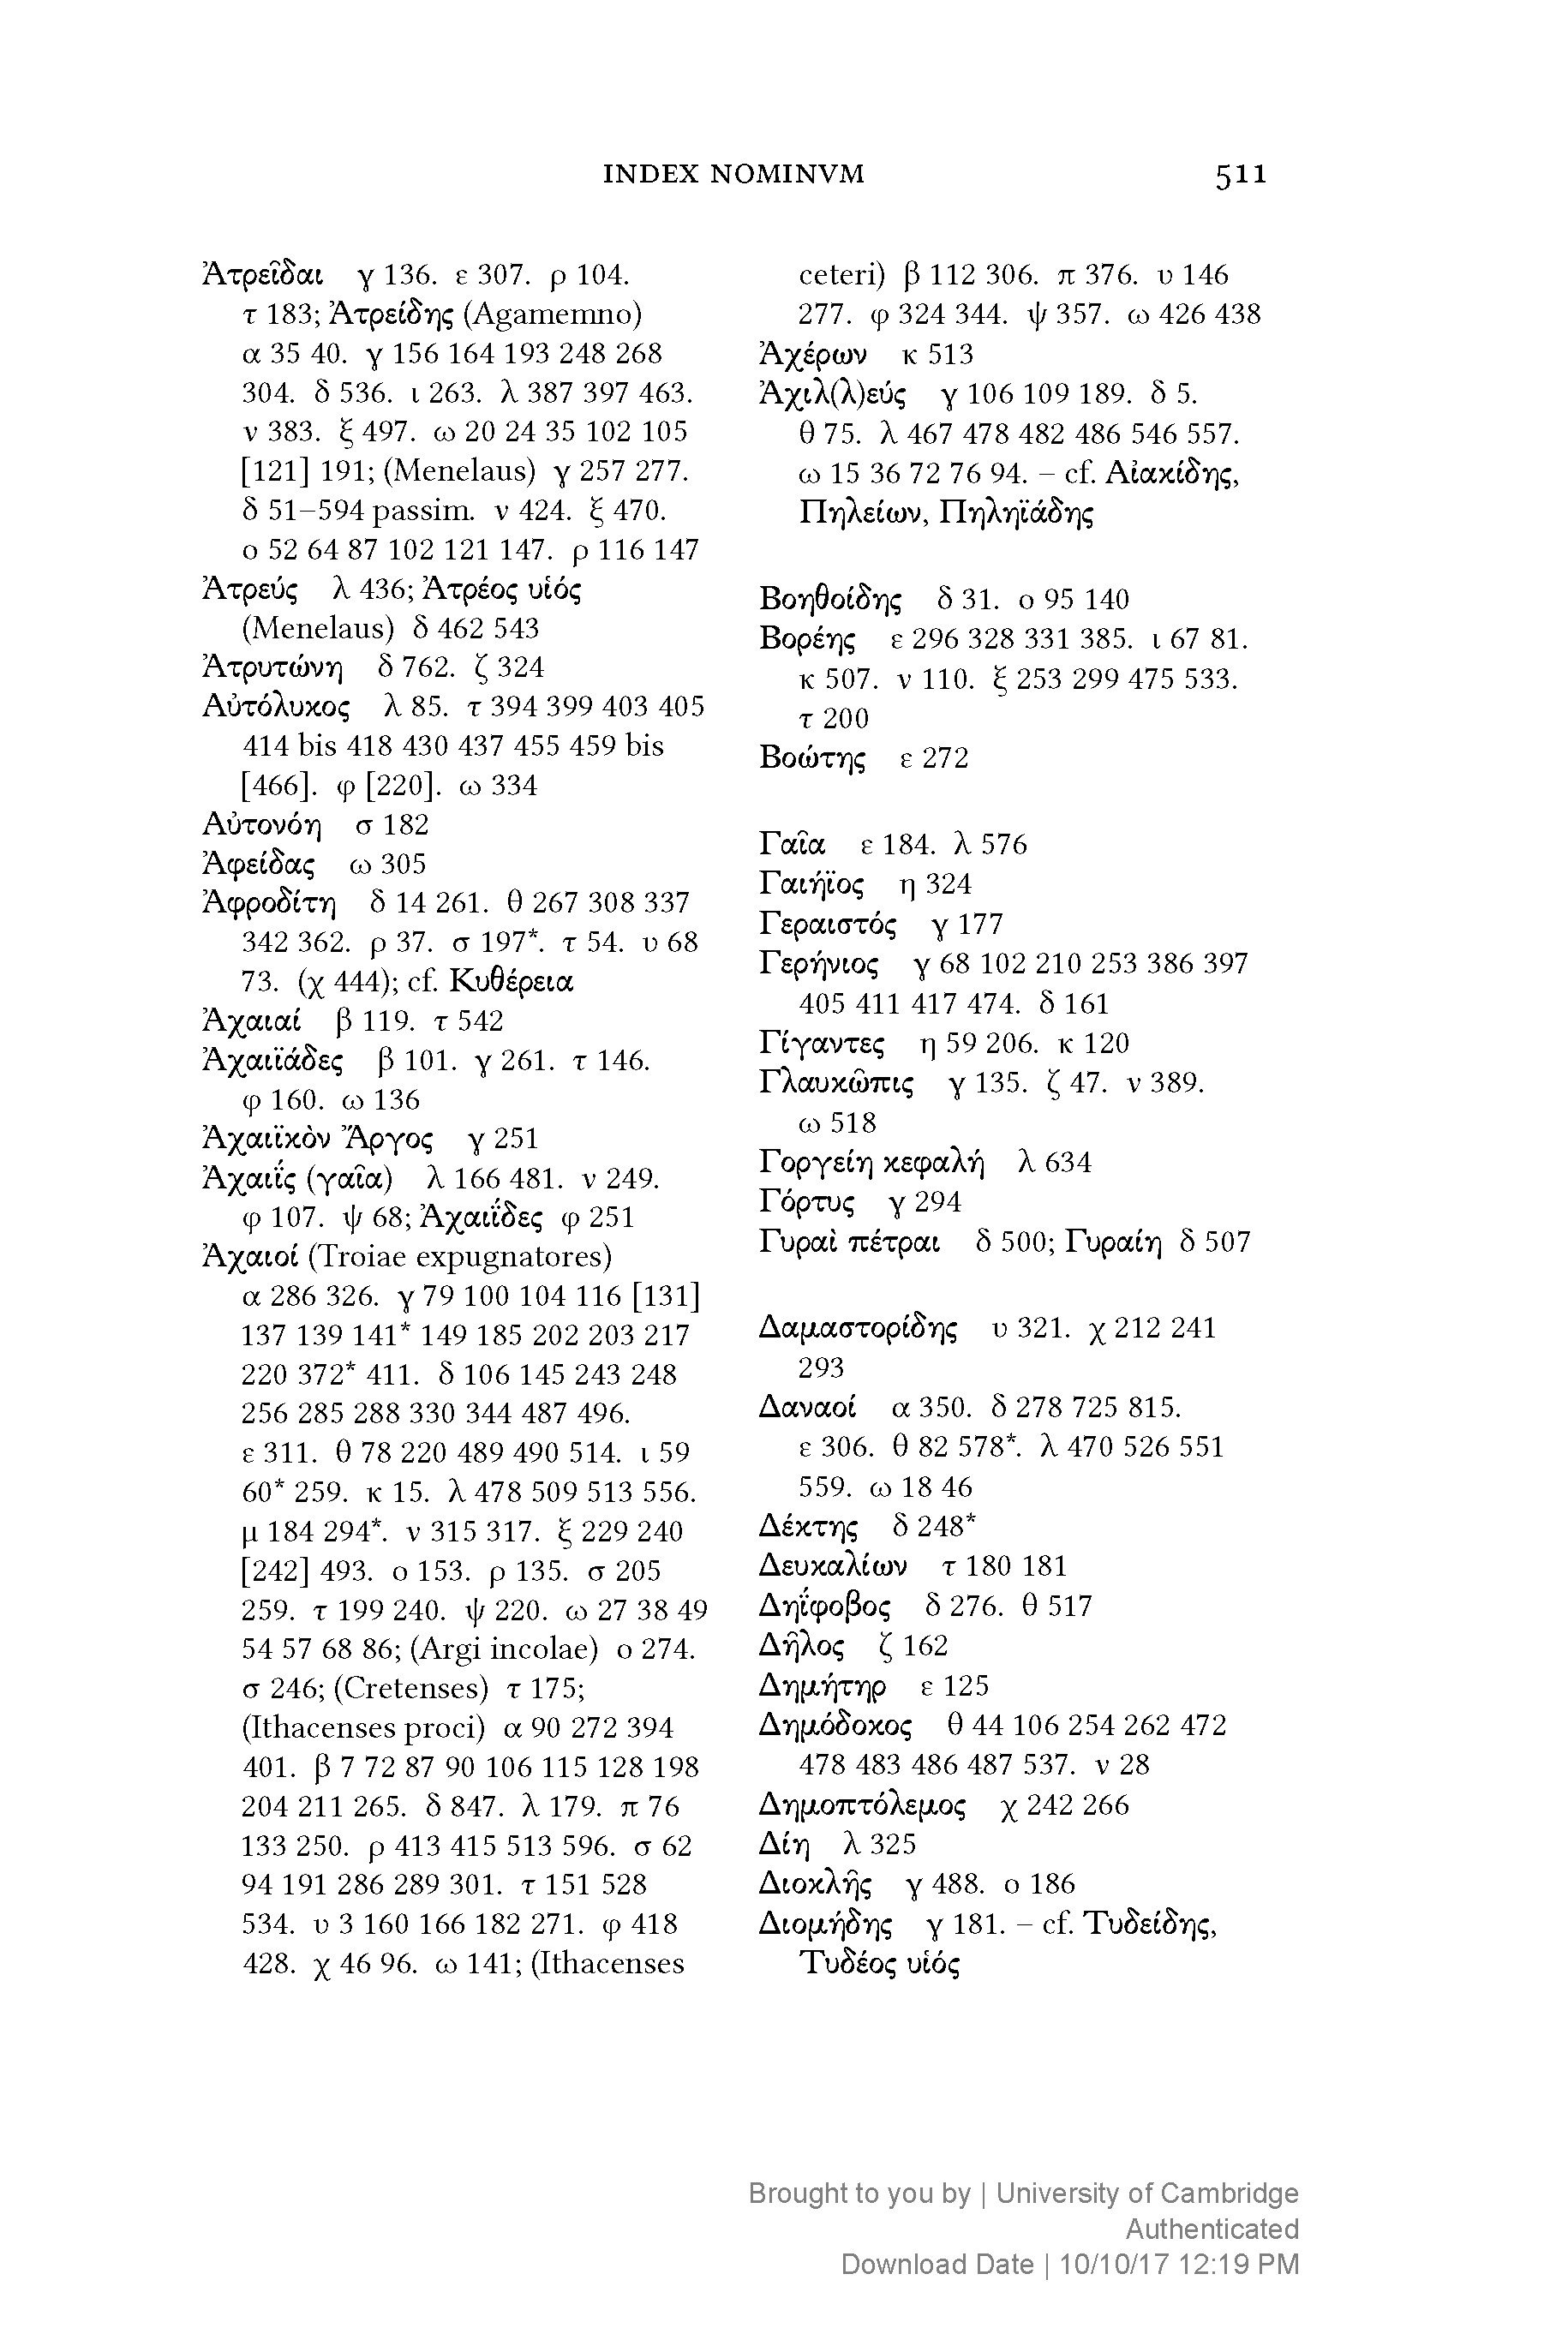 INDEX NOMINVM 511
Ἀτρεῖδαι γ 136. ε 307. ρ 104.
τ 183; Ἀτρείδης (Agamemno)
α 35 40. γ 156 164 193 248 268
304. δ 536. ι 263. λ 387 397 463.
ν 383. ξ 497. ω 20 24 35 102 105
[121] 191; (Menelaus) γ 257 277.
δ 51–594 passim. ν 424. ξ 470.
ο 52 64 87 102 121 147. ρ 116 147
Ἀτρεύς λ 436; Ἀτρέος υἱός
(Menelaus) δ 462 543
Ἀτρυτώνη δ 762. ζ 324
Αὐτόλυκος λ 85. τ 394 399 403 405
414 bis 418 430 437 455 459 bis
[466]. φ [220]. ω 334
Αὐτονόη σ 182
Ἀφείδας ω 305
Ἀφροδίτη δ 14 261. θ 267 308 337
342 362. ρ 37. σ 197*. τ 54. υ 68
73. (χ 444); cf. Κυθέρεια
Ἀχαιαί β 119. τ 542
Ἀχαιϊάδες β 101. γ 261. τ 146.
φ 160. ω 136
Ἀχαιϊκὸν Ἄργος γ 251
Ἀχαιΐς (γαῖα) λ 166 481. ν 249.
φ 107. ψ 68; Ἀχαιΐδες φ 251
Ἀχαιοί (Troiae expugnatores)
α 286 326. γ 79 100 104 116 [131]
137 139 141* 149 185 202 203 217
220 372* 411. δ 106 145 243 248
256 285 288 330 344 487 496.
ε 311. θ 78 220 489 490 514. ι 59
60* 259. κ 15. λ 478 509 513 556.
μ 184 294*. ν 315 317. ξ 229 240
[242] 493. ο 153. ρ 135. σ 205
259. τ 199 240. ψ 220. ω 27 38 49
54 57 68 86; (Argi incolae) ο 274.
σ 246; (Cretenses) τ 175;
(Ithacenses proci) α 90 272 394
401. β 7 72 87 90 106 115 128 198
204 211 265. δ 847. λ 179. π 76
133 250. ρ 413 415 513 596. σ 62
94 191 286 289 301. τ 151 528
534. υ 3 160 166 182 271. φ 418
428. χ 46 96. ω 141; (Ithacenses
ceteri) β 112 306. π 376. υ 146
277. φ 324 344. ψ 357. ω 426 438
Ἀχέρων κ 513
Ἀχιλ(λ)εύς γ 106 109 189. δ 5.
θ 75. λ 467 478 482 486 546 557.
ω 15 36 72 76 94. – cf. Αἰακίδης,
Πηλείων, Πηληϊάδης
Βοηθοίδης δ 31. ο 95 140
Βορέης ε 296 328 331 385. ι 67 81.
κ 507. ν 110. ξ 253 299 475 533.
τ 200
Βοώτης ε 272
Γαῖα ε 184. λ 576
Γαιήϊος η 324
Γεραιστός γ 177
Γερήνιος γ 68 102 210 253 386 397
405 411 417 474. δ 161
Γίγαντες η 59 206. κ 120
Γλαυκῶπις γ 135. ζ 47. ν 389.
ω 518
Γοργείη κεφαλή λ 634
Γόρτυς γ 294
Γυραὶ πέτραι δ 500; Γυραίη δ 507
Δαμαστορίδης υ 321. χ 212 241
293
Δαναοί α 350. δ 278 725 815.
ε 306. θ 82 578*. λ 470 526 551
559. ω 18 46
Δέκτης δ 248*
Δευκαλίων τ 180 181
Δηΐφοβος δ 276. θ 517
Δῆλος ζ 162
Δημήτηρ ε 125
Δημόδοκος θ 44 106 254 262 472
478 483 486 487 537. ν 28
Δημοπτόλεμος χ 242 266
Δίη λ 325
Διοκλῆς γ 488. ο 186
Διομήδης γ 181. – cf. Τυδείδης,
Τυδέος υἱός
Brought to you by | University of Cambridge
Authenticated
Download Date | 10/10/17 12:19 PM